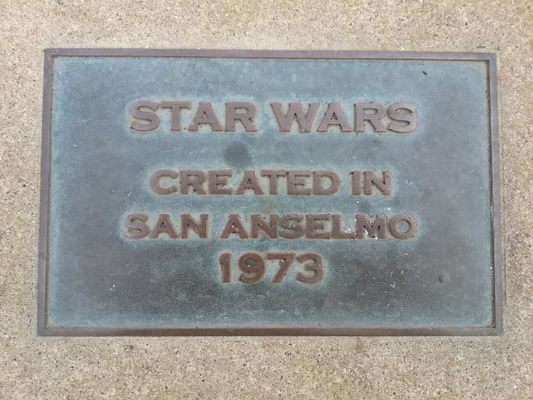 STAR WARS
CREATED IN
SAN ANSELMO
1973